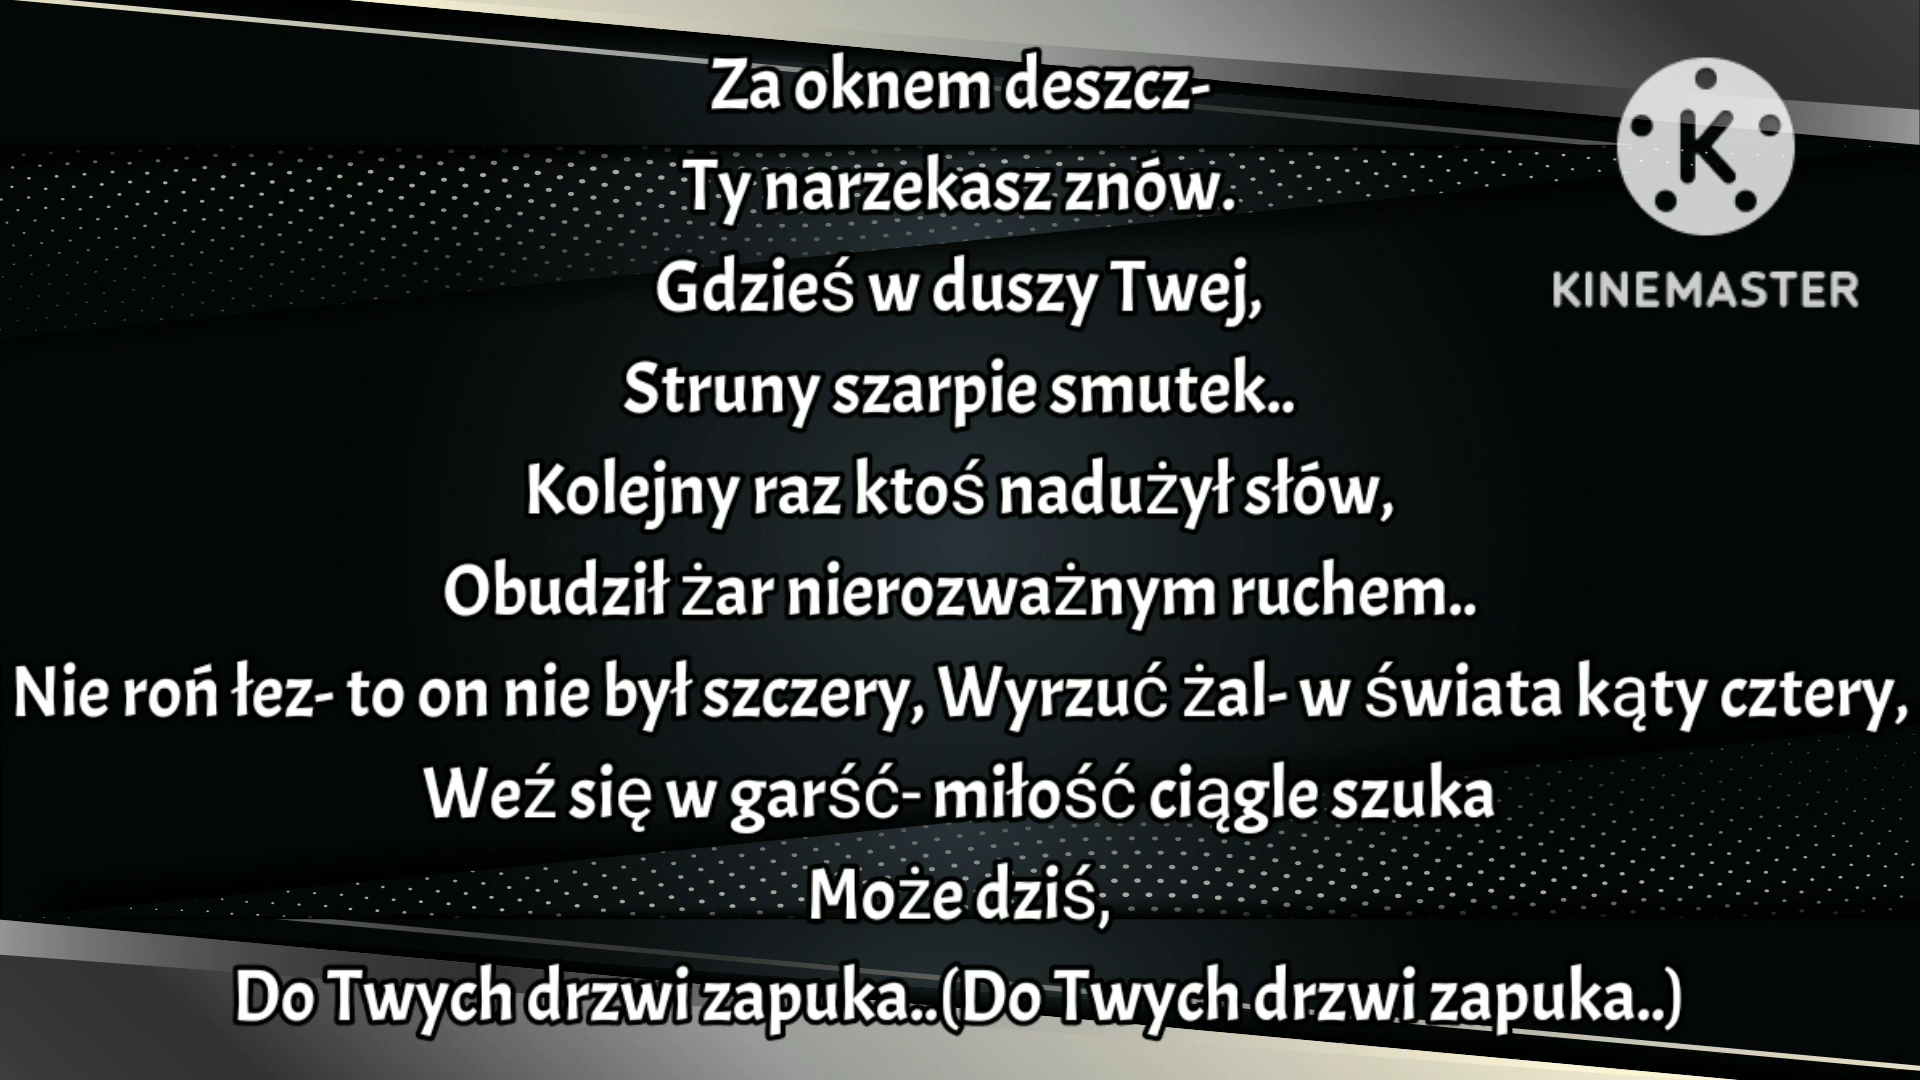 Za oknem deszcz-
Ty narzekasz znów.
Gdzieś w duszy Twej,
Struny szarpie smutek..
Kolejny raz ktoś nadużył słów,
Obudził żar nierozważnym ruchem..
Nie roń łez- to on nie był szczery, Wyrzuć żal- w świata kąty cztery,
Weź się w garść- miłość ciągle szuka
Może dziś,
Do Twych drzwi zapuka..(Do Twych drzwi zapuka..)
K
KINEMASTER